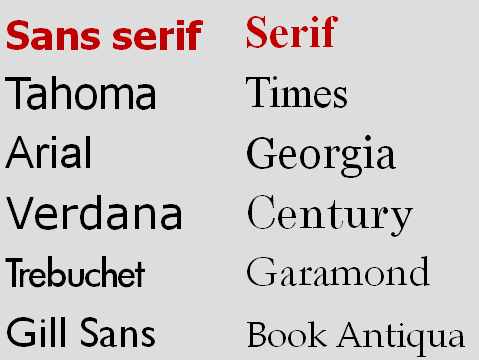 Sans serif Serif
Tahoma Times
Arial Georgia
Verdana Century
Trebuchet Garamond
Gill Sans Book Antiqua